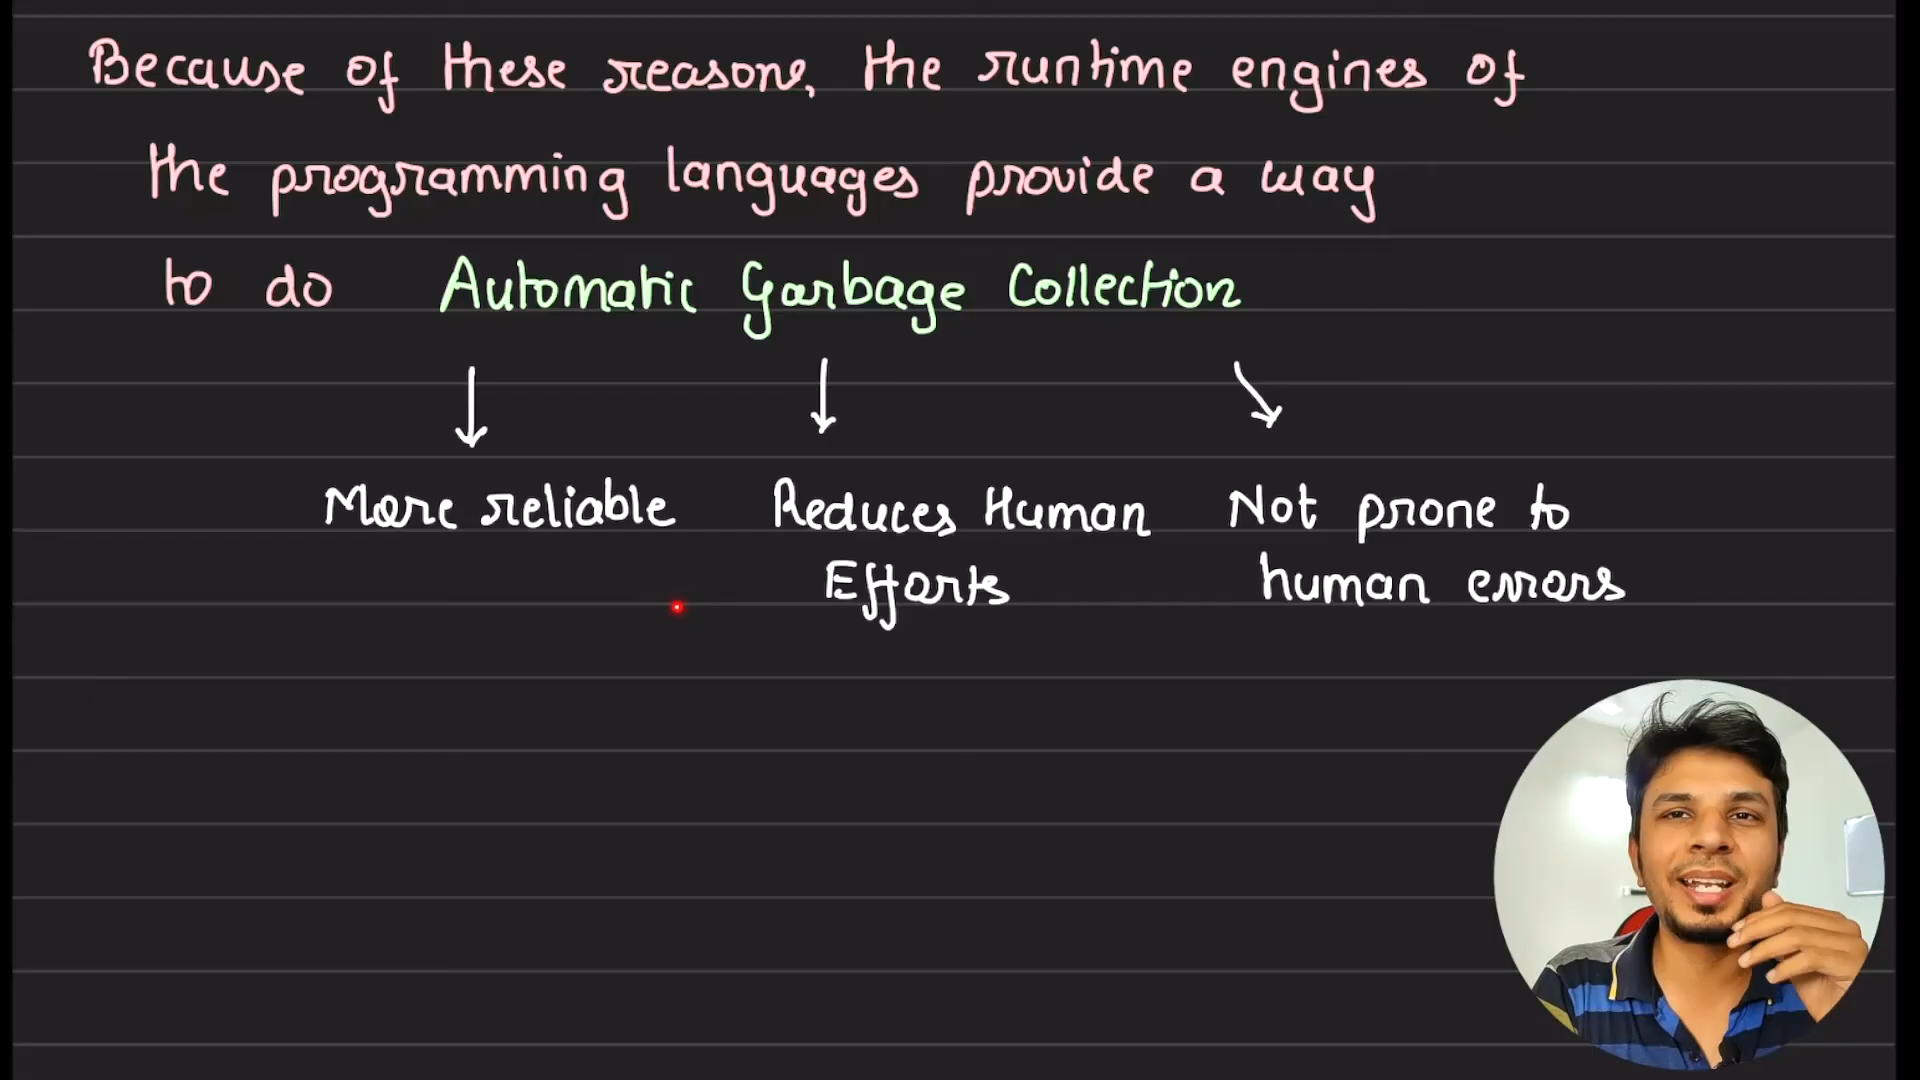 Because of these reasons, the runtime engines of
the programming languages provide a way
to do Automatic Garbage Collection
More reliable Reduces Human Not prone to
Efforts human errors